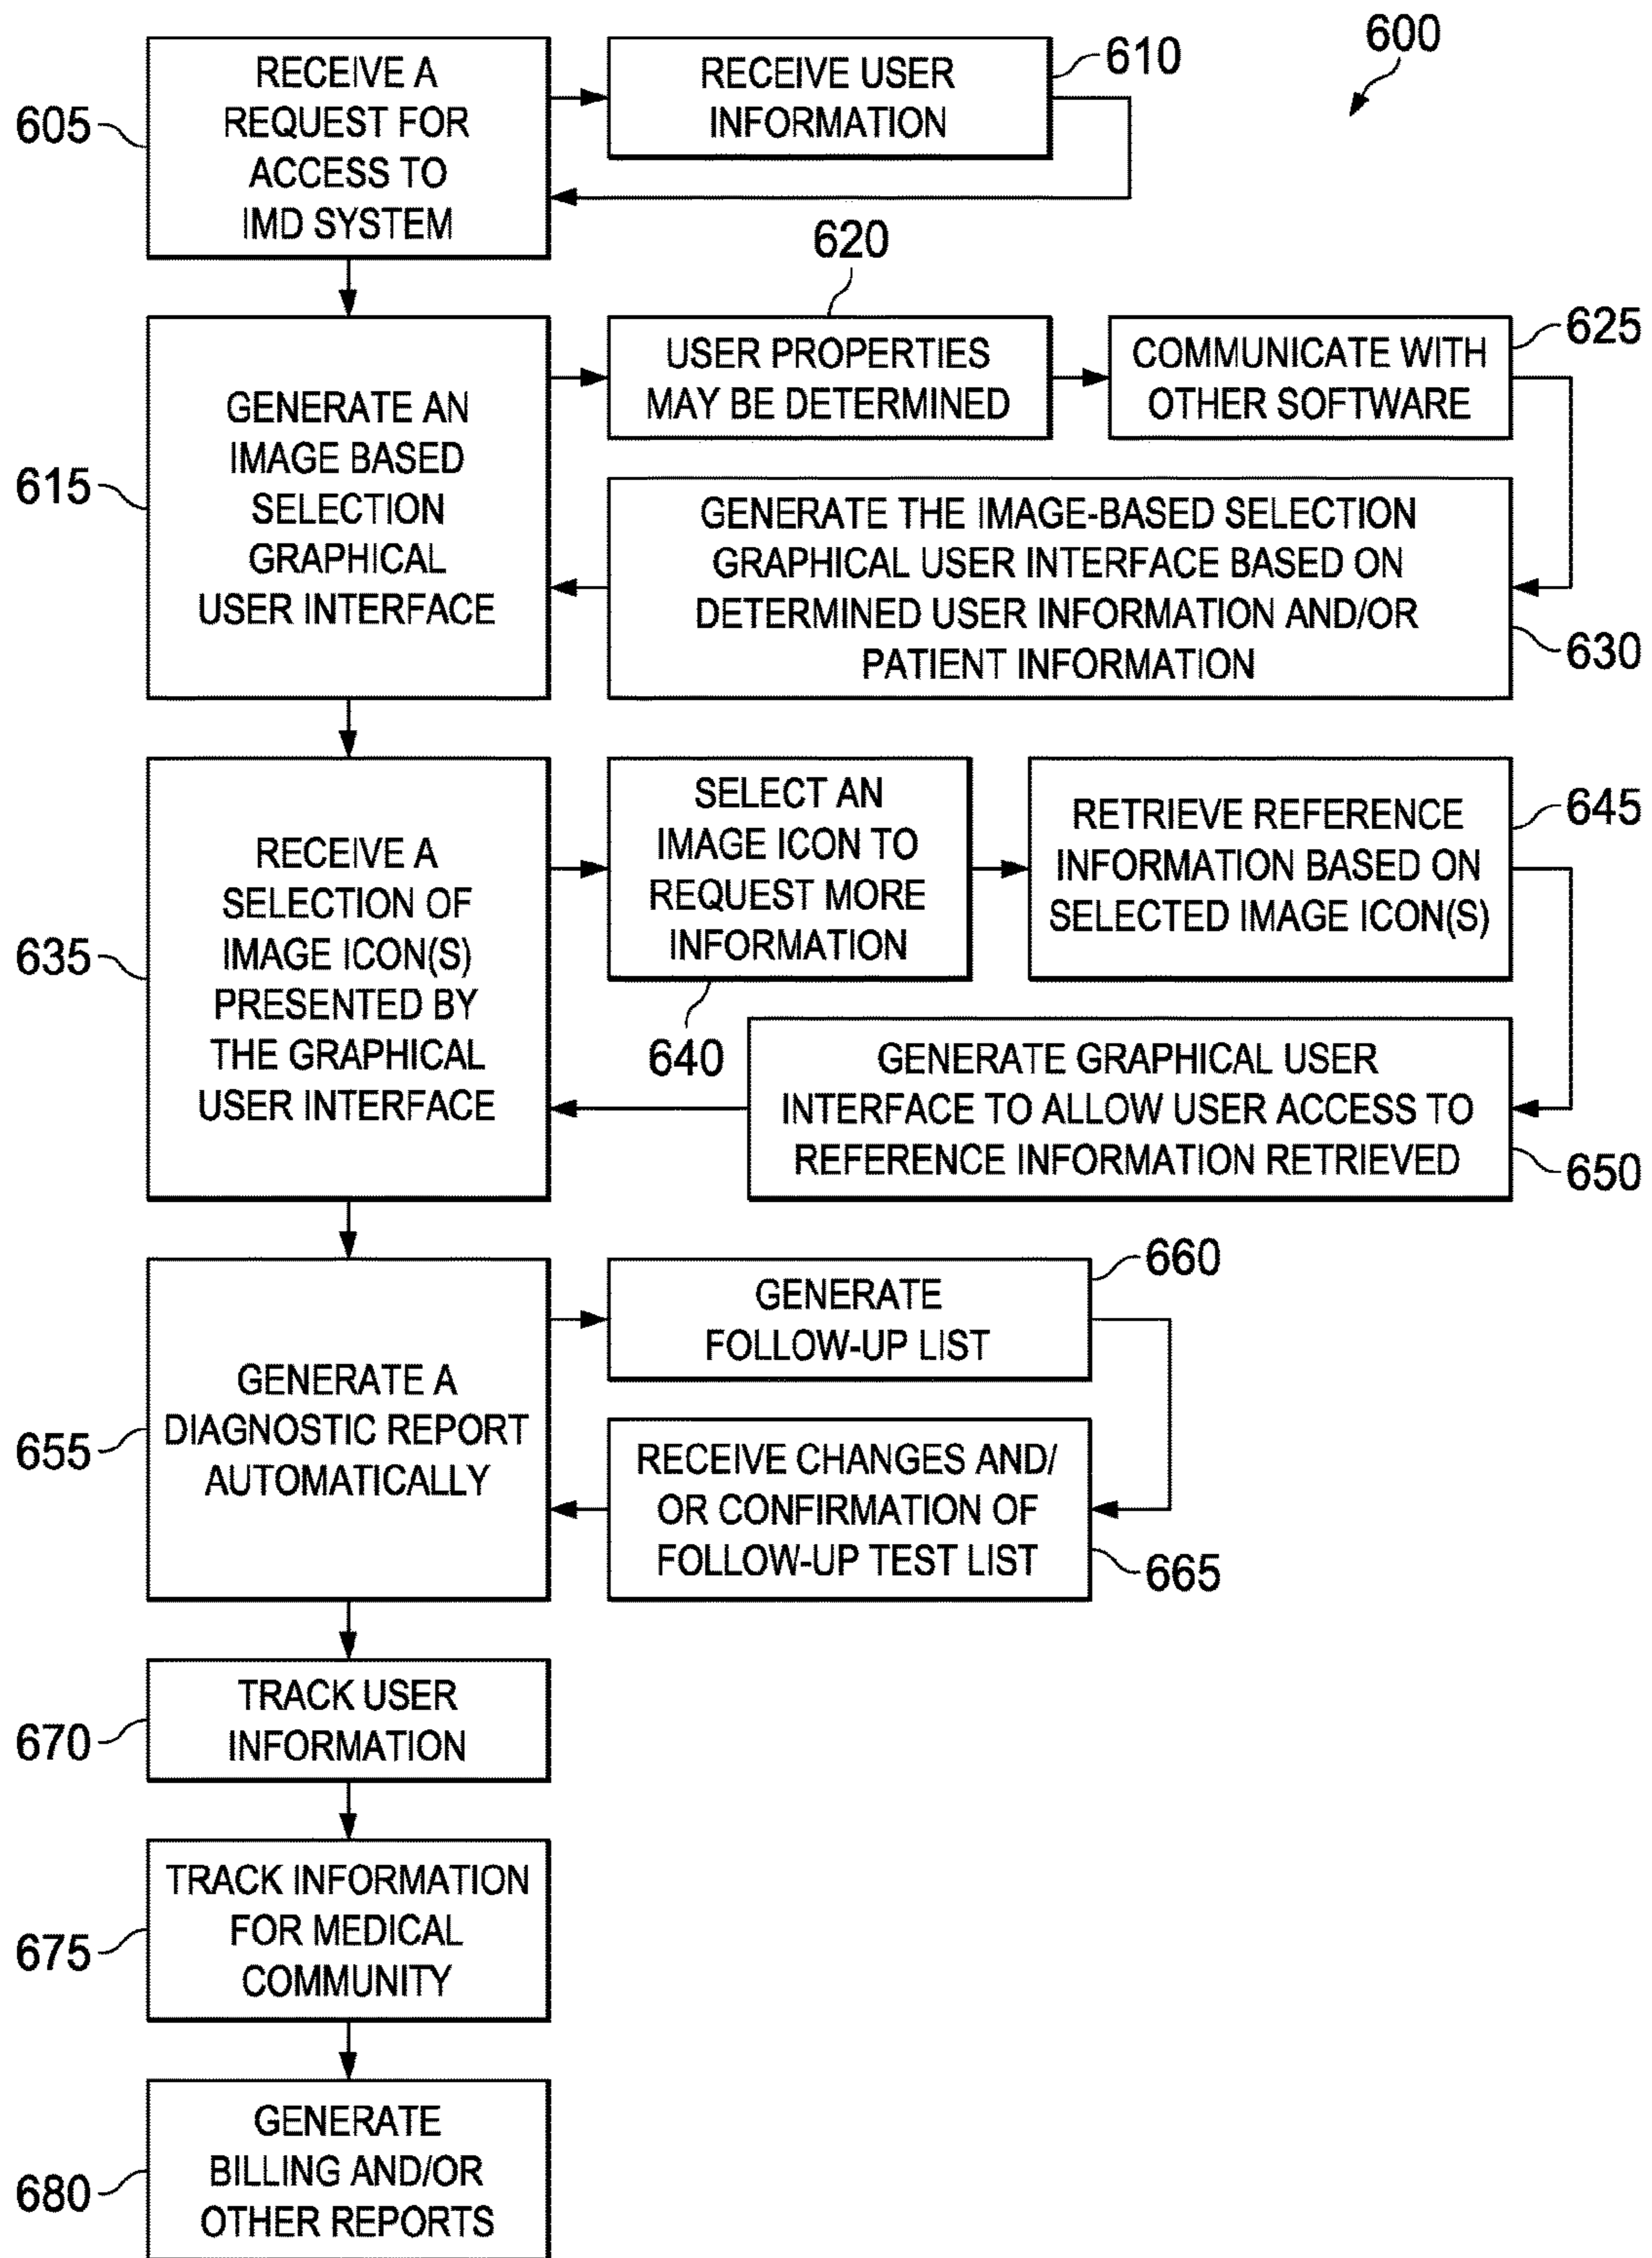 600
605
RECEIVE A
REQUEST FOR
ACCESS TO
IMD SYSTEM
RECEIVE USER
INFORMATION
610
615
GENERATE AN
IMAGE BASED
SELECTION
GRAPHICAL
USER INTERFACE
620
USER PROPERTIES
MAY BE DETERMINED
COMMUNICATE WITH
OTHER SOFTWARE
625
GENERATE THE IMAGE-BASED SELECTION
GRAPHICAL USER INTERFACE BASED ON
DETERMINED USER INFORMATION AND/OR
PATIENT INFORMATION
630
635
RECEIVE A
SELECTION OF
IMAGE ICON(S)
PRESENTED BY
THE GRAPHICAL
USER INTERFACE
SELECT AN
IMAGE ICON TO
REQUEST MORE
INFORMATION
640
RETRIEVE REFERENCE
INFORMATION BASED ON
SELECTED IMAGE ICON(S)
645
GENERATE GRAPHICAL USER
INTERFACE TO ALLOW USER ACCESS TO
REFERENCE INFORMATION RETRIEVED
650
655
GENERATE A
DIAGNOSTIC REPORT
AUTOMATICALLY
GENERATE
FOLLOW-UP LIST
660
RECEIVE CHANGES AND/
OR CONFIRMATION OF
FOLLOW-UP TEST LIST
665
670
TRACK USER
INFORMATION
675
TRACK INFORMATION
FOR MEDICAL
COMMUNITY
680
GENERATE
BILLING AND/OR
OTHER REPORTS